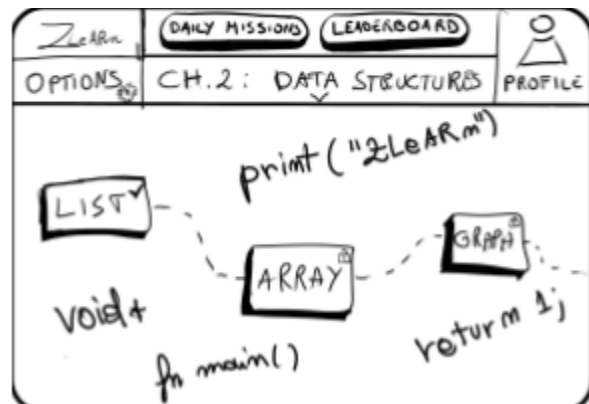 ZLeARn
DAILY MISSIONS
LEADERBOARD
OPTIONS
CH.2: DATA STRUCTURES
PROFILE
print("ZLeARn")
LIST
GRAPH
ARRAY
void+
return 1;
fn main()